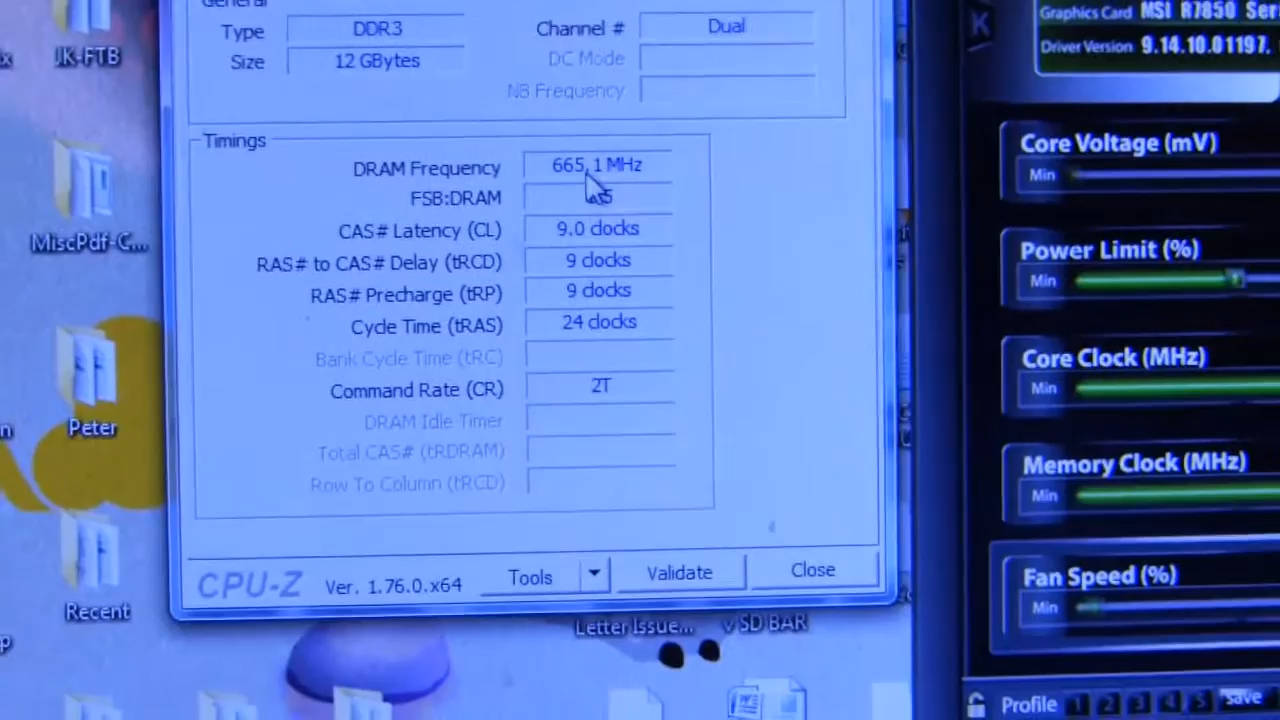 General
Type DDR3 Channel # Dual
Size 12 GBytes DC Mode
NB Frequency
Timings
DRAM Frequency 665.1 MHz
FSB:DRAM
CAS# Latency (CL) 9.0 clocks
RAS# to CAS# Delay (tRCD) 9 clocks
RAS# Precharge (tRP) 9 clocks
Cycle Time (tRAS) 24 clocks
Bank Cycle Time (tRC)
Command Rate (CR) 2T
DRAM Idle Timer
Total CAS# (tRDRAM)
Row To Column (tRCD)
CPU-Z Ver. 1.76.0.x64 Tools Validate Close
JK-FTB
MiscPdf-C...
Peter
Recent
Letter Issue...
SD BAR
Graphics Card MSI R7850
Driver Version 9.14.10.01197.
K
Core Voltage (mV)
Min
Power Limit (%)
Min
Core Clock (MHz)
Min
Memory Clock (MHz)
Min
Fan Speed (%)
Min
Profile 1 2 3 4 5 Save